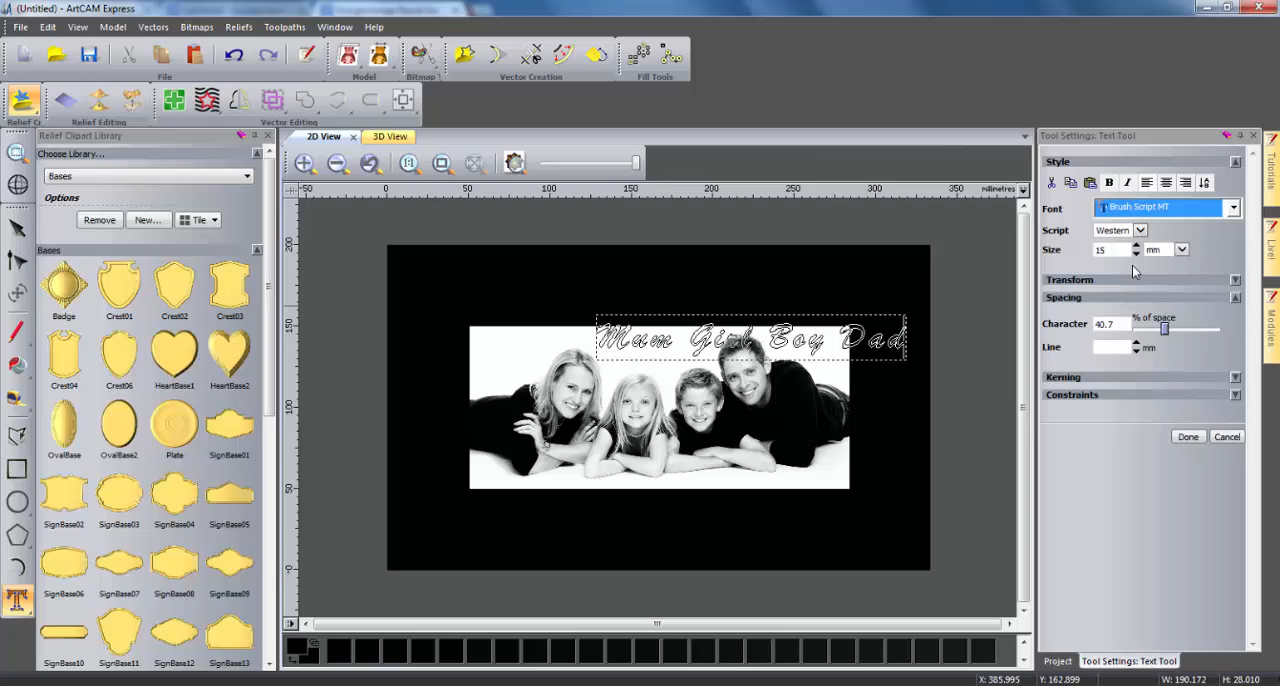 (Untitled) - ArtCAM Express
File Edit View Model Vectors Bitmaps Reliefs Toolpaths Window Help
File Model Bitmap Vector Creation Fill Tools
Relief Cr Relief Editing Vector Editing
Relief Clipart Library
Choose Library...
Bases
Options
Remove New... Tile
Bases
Badge Crest01 Crest02 Crest03
Crest04 Crest06 HeartBase1 HeartBase2
OvalBase OvalBase2 Plate SignBase01
SignBase02 SignBase03 SignBase04 SignBase05
SignBase06 SignBase07 SignBase08 SignBase09
SignBase10 SignBase11 SignBase12 SignBase13
2D View 3D View
1:1
-50 0 50 100 150 200 250 300 350 millimetres
200
150
100
50
-0
Mum Girl Boy Dad
Tool Settings: Text Tool
Style
B I
Font Brush Script MT
Script Western
Size 15 mm
Transform
Spacing
% of space
Character 40.7
Line mm
Kerning
Constraints
Done Cancel
Tutorials
Live!
Modules
Project Tool Settings: Text Tool
X: 385.995 Y: 162.899 W: 190.172 H: 28.010